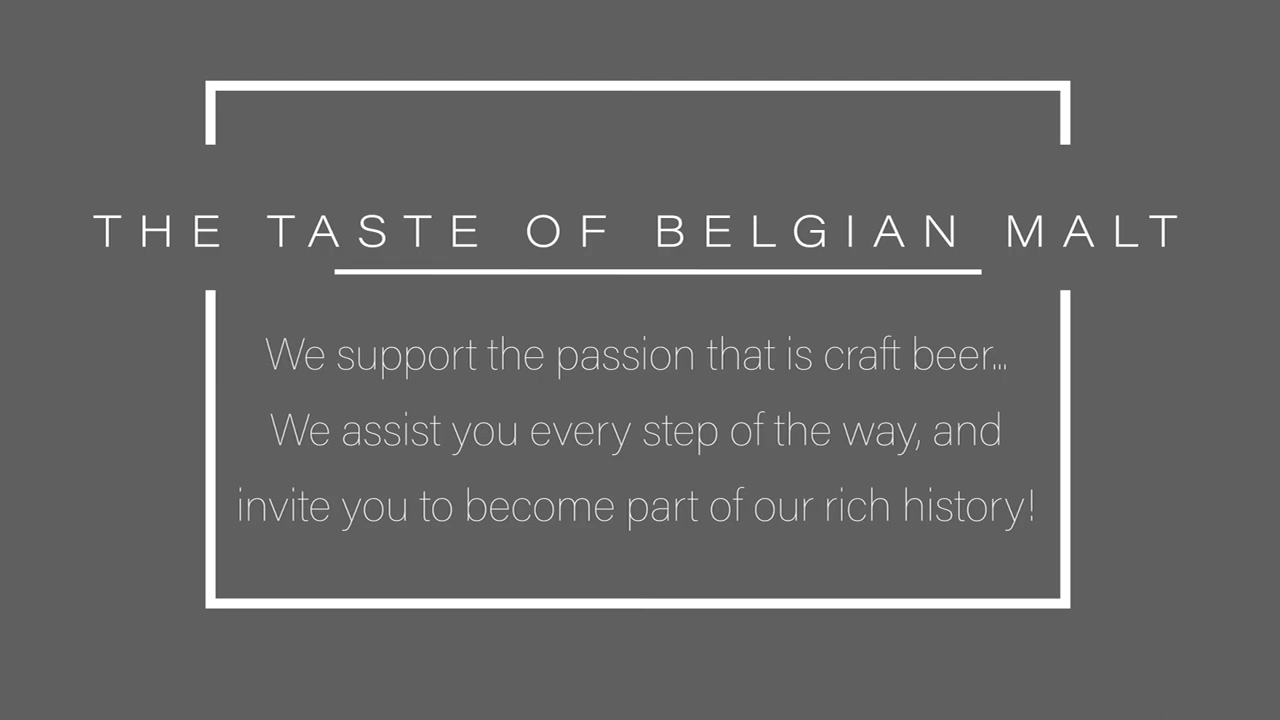 THE TASTE OF BELGIAN MALT
We support the passion that is craft beer...
We assist you every step of the way, and
invite you to become part of our rich history!